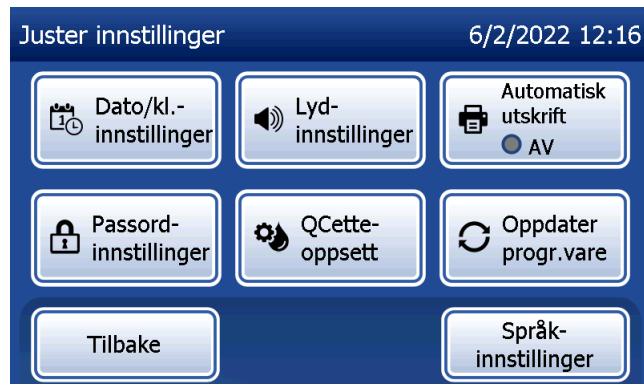 Juster innstillinger 6/2/2022 12:16
Dato/kl.-
innstillinger
Lyd-
innstillinger
Automatisk
utskrift
AV
Passord-
innstillinger
QCette-
oppsett
Oppdater
progr.vare
Tilbake
Språk-
innstillinger